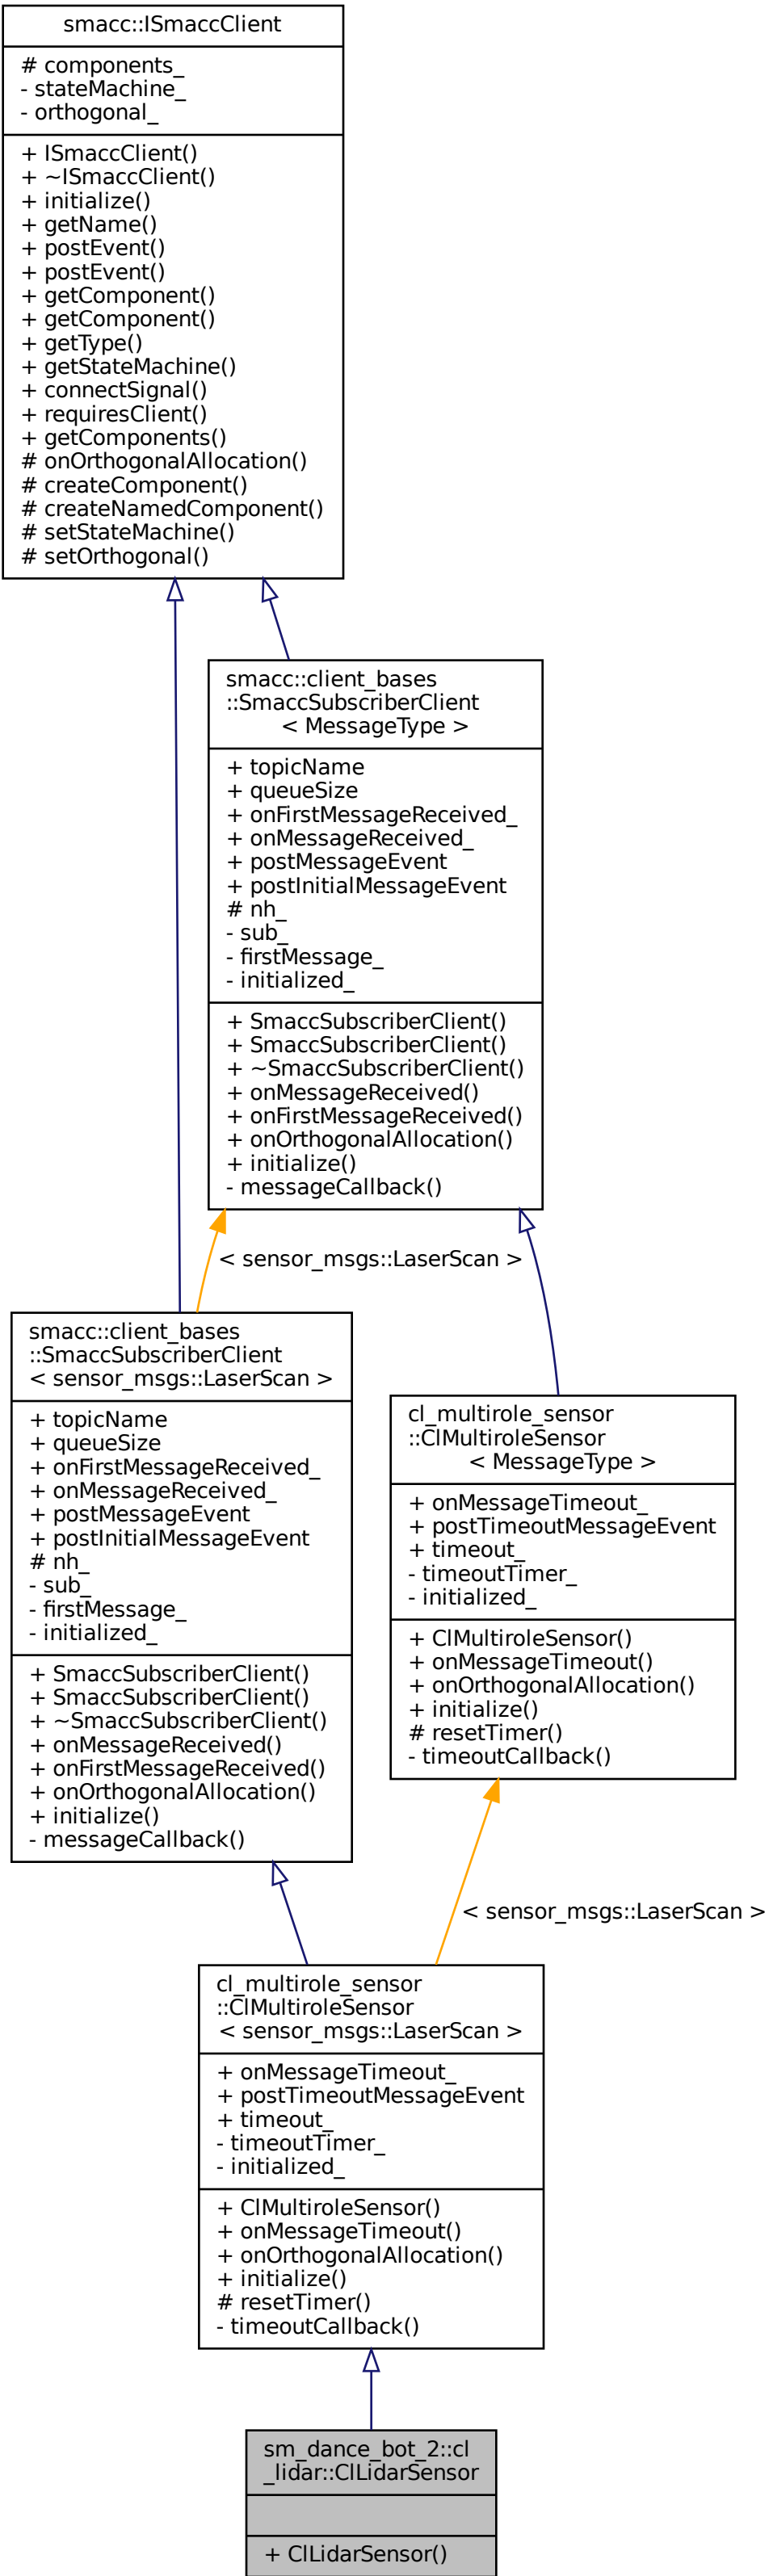 smacc::ISmaccClient
# components_
- stateMachine_
- orthogonal_
+ ISmaccClient()
+ ~ISmaccClient()
+ initialize()
+ getName()
+ postEvent()
+ postEvent()
+ getComponent()
+ getComponent()
+ getType()
+ getStateMachine()
+ connectSignal()
+ requiresClient()
+ getComponents()
# onOrthogonalAllocation()
# createComponent()
# createNamedComponent()
# setStateMachine()
# setOrthogonal()
smacc::client_bases
::SmaccSubscriberClient
< MessageType >
+ topicName
+ queueSize
+ onFirstMessageReceived_
+ onMessageReceived_
+ postMessageEvent
+ postInitialMessageEvent
# nh_
- sub_
- firstMessage_
- initialized_
+ SmaccSubscriberClient()
+ SmaccSubscriberClient()
+ ~SmaccSubscriberClient()
+ onMessageReceived()
+ onFirstMessageReceived()
+ onOrthogonalAllocation()
+ initialize()
- messageCallback()
< sensor_msgs::LaserScan >
smacc::client_bases
::SmaccSubscriberClient
< sensor_msgs::LaserScan >
+ topicName
+ queueSize
+ onFirstMessageReceived_
+ onMessageReceived_
+ postMessageEvent
+ postInitialMessageEvent
# nh_
- sub_
- firstMessage_
- initialized_
+ SmaccSubscriberClient()
+ SmaccSubscriberClient()
+ ~SmaccSubscriberClient()
+ onMessageReceived()
+ onFirstMessageReceived()
+ onOrthogonalAllocation()
+ initialize()
- messageCallback()
cl_multirole_sensor
::ClMultiroleSensor
< MessageType >
+ onMessageTimeout_
+ postTimeoutMessageEvent
+ timeout_
- timeoutTimer_
- initialized_
+ ClMultiroleSensor()
+ onMessageTimeout()
+ onOrthogonalAllocation()
+ initialize()
# resetTimer()
- timeoutCallback()
< sensor_msgs::LaserScan >
cl_multirole_sensor
::ClMultiroleSensor
< sensor_msgs::LaserScan >
+ onMessageTimeout_
+ postTimeoutMessageEvent
+ timeout_
- timeoutTimer_
- initialized_
+ ClMultiroleSensor()
+ onMessageTimeout()
+ onOrthogonalAllocation()
+ initialize()
# resetTimer()
- timeoutCallback()
sm_dance_bot_2::cl
_lidar::ClLidarSensor
+ ClLidarSensor()